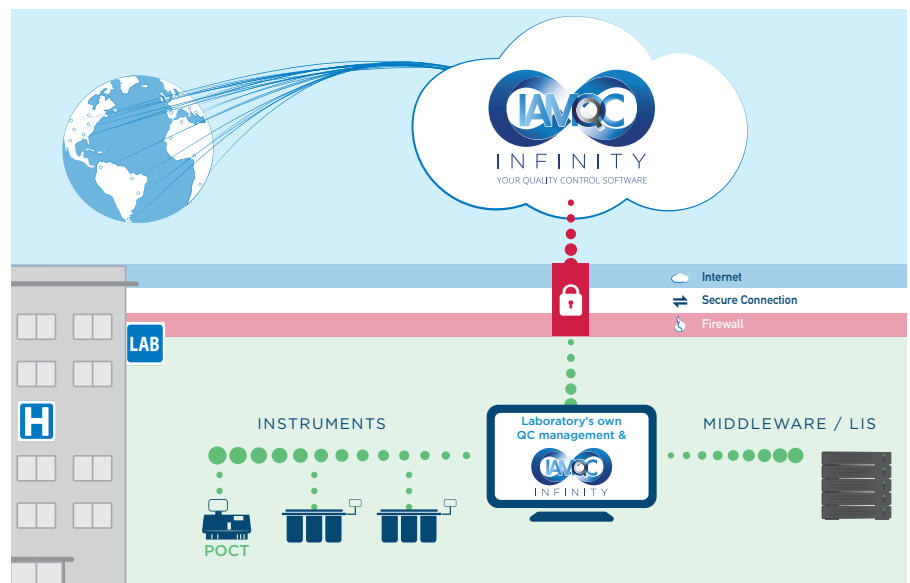 IAMQC
INFINITY
YOUR QUALITY CONTROL SOFTWARE
Internet
Secure Connection
Firewall
LAB
H
INSTRUMENTS
Laboratory's own
QC management &
IAMQC
INFINITY
MIDDLEWARE / LIS
POCT